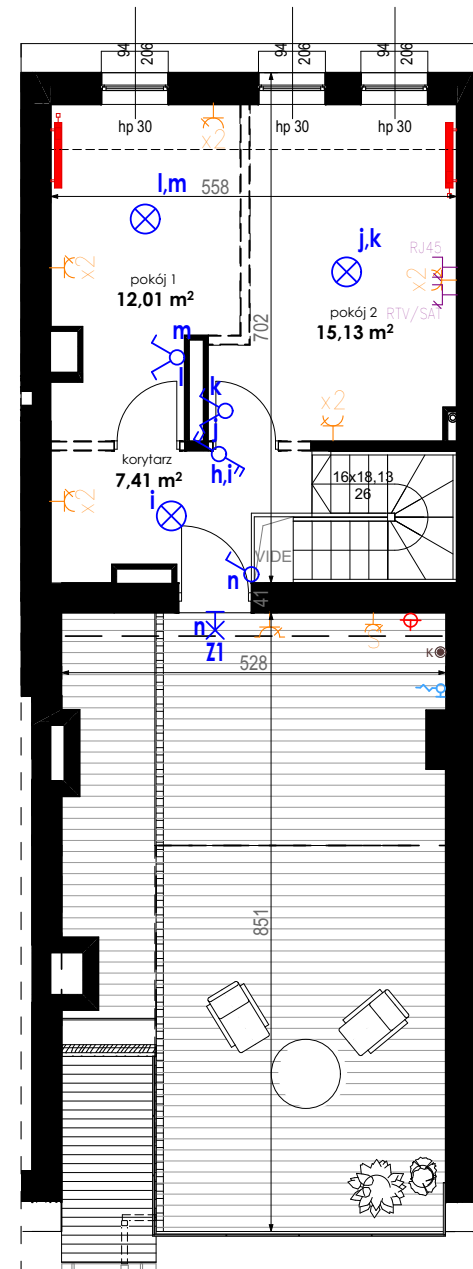 94
206
94
206
94
206
hp 30
hp 30
hp 30
x2
l,m
558
j,k
RJ45
x2
x2
pokój 1
12,01 m²
pokój 2
15,13 m²
RTV/SAT
702
m
l
k
j
x2
korytarz
7,41 m²
h,i
16x18,13
26
x2
i
VIDE
n
41
n
Z1
K
528
851